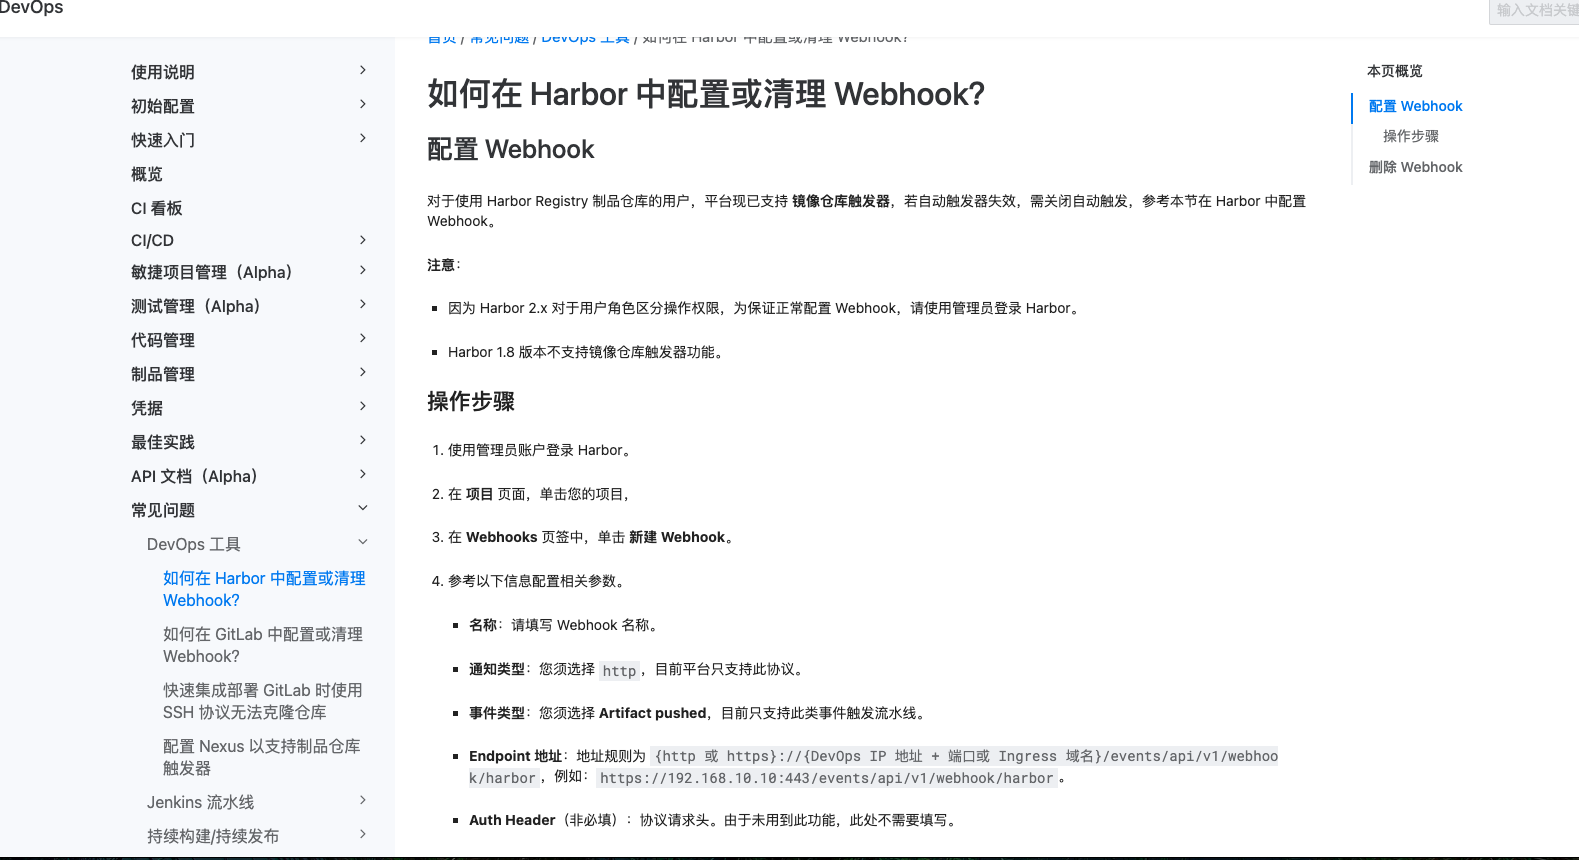 DevOps
输入文档关键
使用说明
初始配置
快速入门
概览
CI 看板
CI/CD
敏捷项目管理（Alpha）
测试管理（Alpha）
代码管理
制品管理
凭据
最佳实践
API 文档（Alpha）
常见问题
DevOps 工具
如何在 Harbor 中配置或清理
Webhook?
如何在 GitLab 中配置或清理
Webhook?
快速集成部署 GitLab 时使用
SSH 协议无法克隆仓库
配置 Nexus 以支持制品仓库
触发器
Jenkins 流水线
持续构建/持续发布
首页 / 常见问题 / DevOps 工具 / 如何在 Harbor 中配置或清理 Webhook?
如何在 Harbor 中配置或清理 Webhook?
配置 Webhook
对于使用 Harbor Registry 制品仓库的用户，平台现已支持 镜像仓库触发器，若自动触发器失效，需关闭自动触发，参考本节在 Harbor 中配置
Webhook。
注意：
▪ 因为 Harbor 2.x 对于用户角色区分操作权限，为保证正常配置 Webhook，请使用管理员登录 Harbor。
▪ Harbor 1.8 版本不支持镜像仓库触发器功能。
操作步骤
1. 使用管理员账户登录 Harbor。
2. 在 项目 页面，单击您的项目，
3. 在 Webhooks 页签中，单击 新建 Webhook。
4. 参考以下信息配置相关参数。
▪ 名称：请填写 Webhook 名称。
▪ 通知类型：您须选择 http，目前平台只支持此协议。
▪ 事件类型：您须选择 Artifact pushed，目前只支持此类事件触发流水线。
▪ Endpoint 地址：地址规则为 {http 或 https}://{DevOps IP 地址 + 端口或 Ingress 域名}/events/api/v1/webhoo
k/harbor，例如：https://192.168.10.10:443/events/api/v1/webhook/harbor。
▪ Auth Header（非必填）：协议请求头。由于未用到此功能，此处不需要填写。
本页概览
配置 Webhook
操作步骤
删除 Webhook